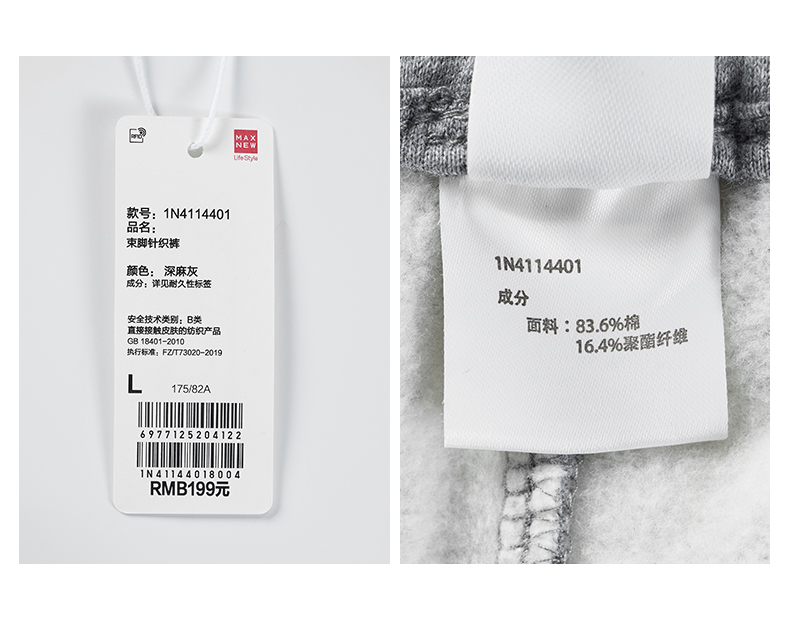 RFID
MAX
NEW
LifeStyle
款号：1N4114401
品名：
束脚针织裤
颜色： 深麻灰
成分：详见耐久性标签
安全技术类别：B类
直接接触皮肤的纺织产品
GB 18401-2010
执行标准：FZ/T73020-2019
L 175/82A
6977125204122
1N41144018004
RMB199元
1N4114401
成分
面料：83.6%棉
16.4%聚酯纤维